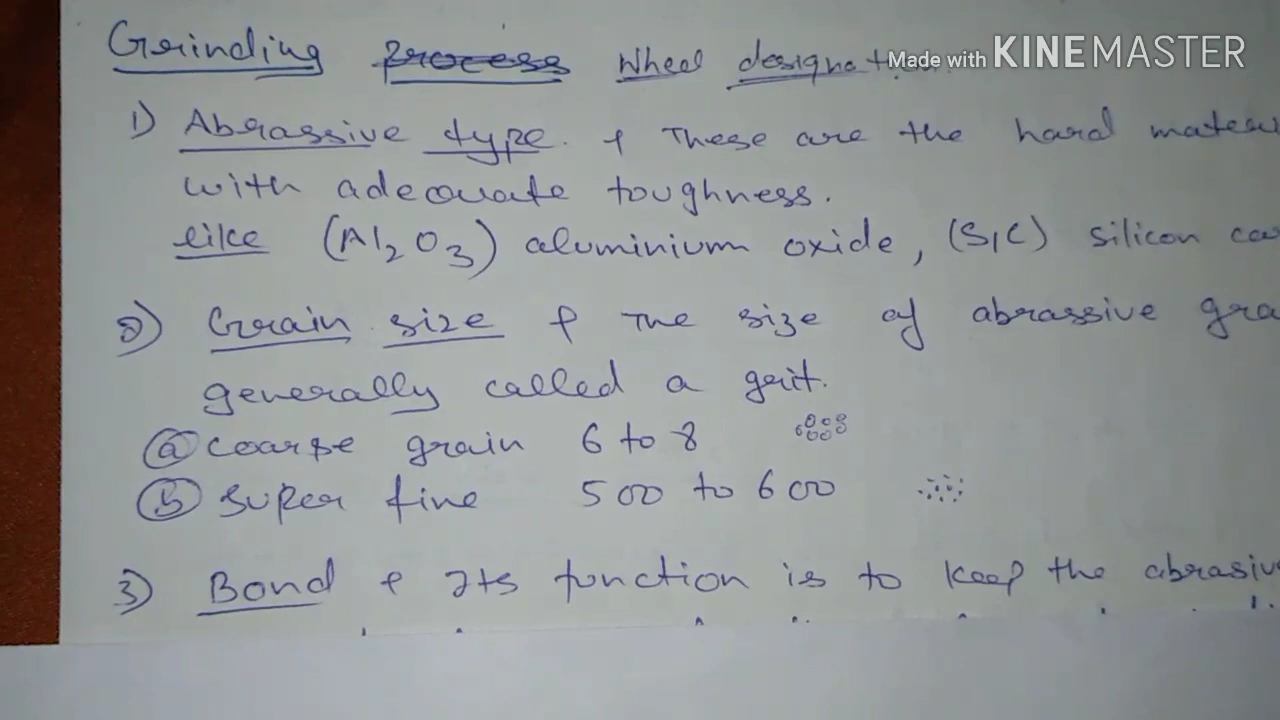 Grinding process Wheel designat
Made with KINEMASTER
1) Abrassive type. These are the hard mater
with adequate toughness.
like (Al2O3) aluminium oxide, (SiC) silicon ca
2) Grain size The size of abrassive gra
generally called a grit.
(a) coarse grain 6 to 8
(b) Super fine 500 to 600
3) Bond Its function is to keep the abrasiv